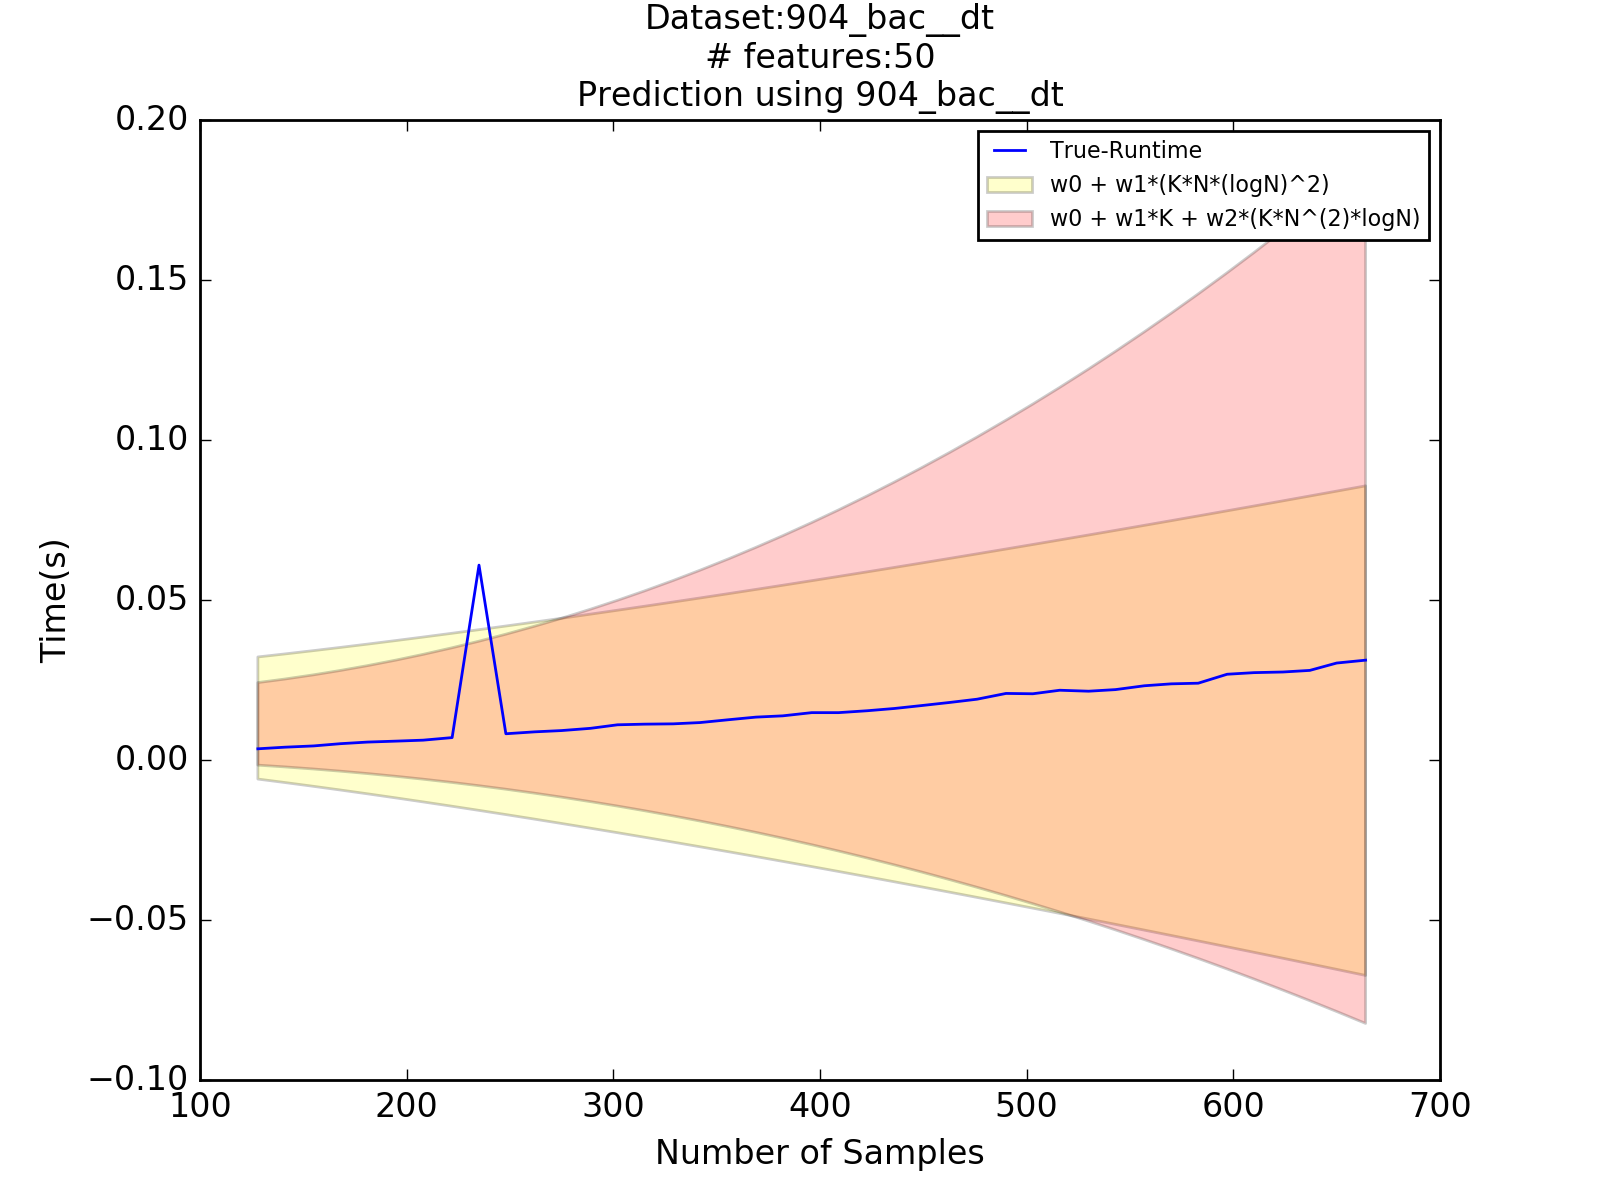 Dataset:904_bac__dt
# features:50
Prediction using 904_bac__dt
True-Runtime
w0 + w1*(K*N*(logN)^2)
w0 + w1*K + w2*(K*N^(2)*logN)
0.20
0.15
0.10
0.05
0.00
−0.05
−0.10
Time(s)
100 200 300 400 500 600 700
Number of Samples